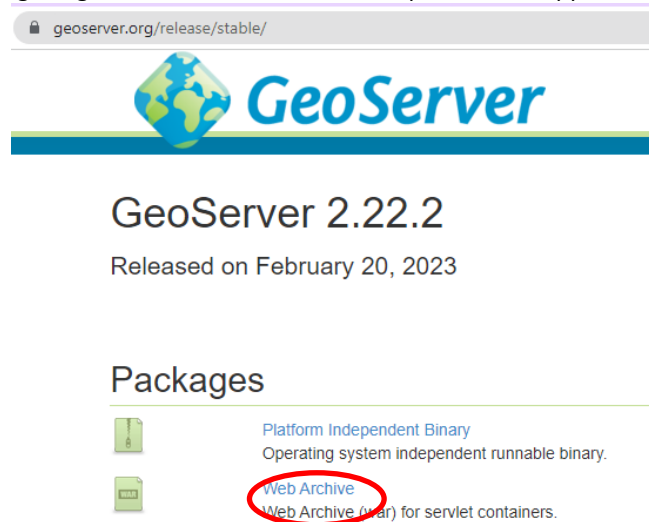 geoserver.org/release/stable/
GeoServer
GeoServer 2.22.2
Released on February 20, 2023
Packages
Platform Independent Binary
Operating system independent runnable binary.
WAR
Web Archive
Web Archive (war) for servlet containers.